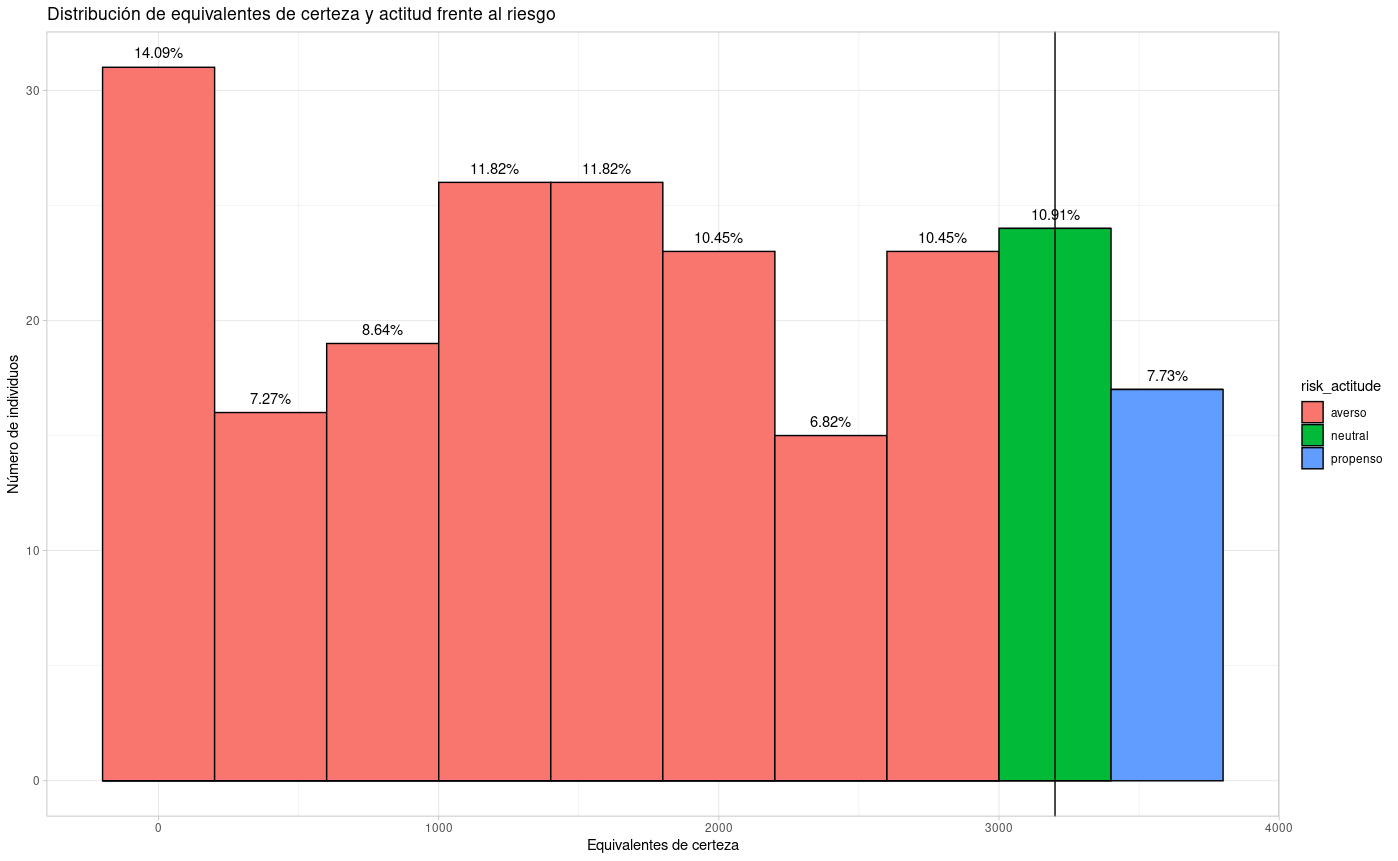 Distribución de equivalentes de certeza y actitud frente al riesgo
14.09%
11.82%
11.82%
10.91%
10.45%
10.45%
8.64%
7.73%
7.27%
6.82%
30
20
10
0
Número de individuos
0
1000
2000
3000
4000
Equivalentes de certeza
risk_actitude
averso
neutral
propenso